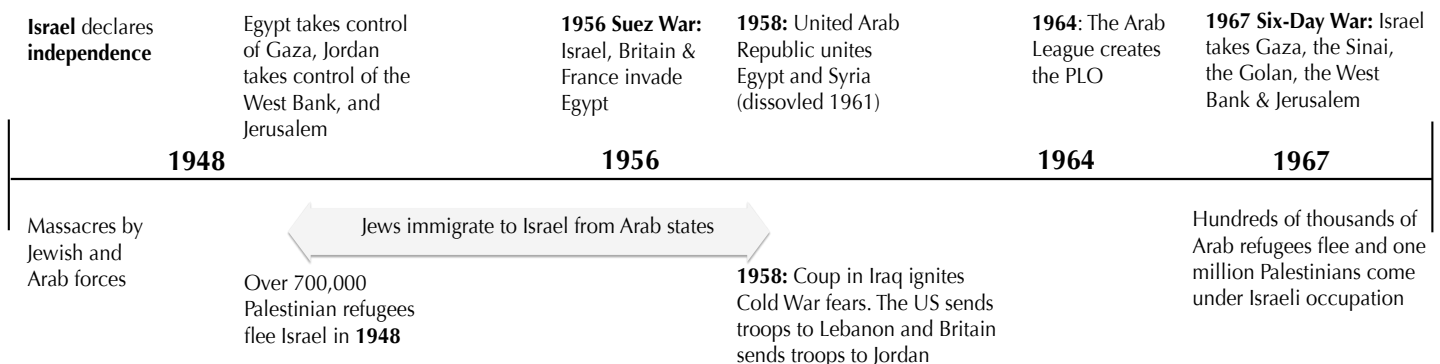 Israel declares
independence
Egypt takes control
of Gaza, Jordan
takes control of the
West Bank, and
Jerusalem
1956 Suez War:
Israel, Britain &
France invade
Egypt
1958: United Arab
Republic unites
Egypt and Syria
(dissovled 1961)
1964: The Arab
League creates
the PLO
1967 Six-Day War: Israel
takes Gaza, the Sinai,
the Golan, the West
Bank & Jerusalem
1948
1956
1964
1967
Massacres by
Jewish and
Arab forces
Jews immigrate to Israel from Arab states
Over 700,000
Palestinian refugees
flee Israel in 1948
1958: Coup in Iraq ignites
Cold War fears. The US sends
troops to Lebanon and Britain
sends troops to Jordan
Hundreds of thousands of
Arab refugees flee and one
million Palestinians come
under Israeli occupation